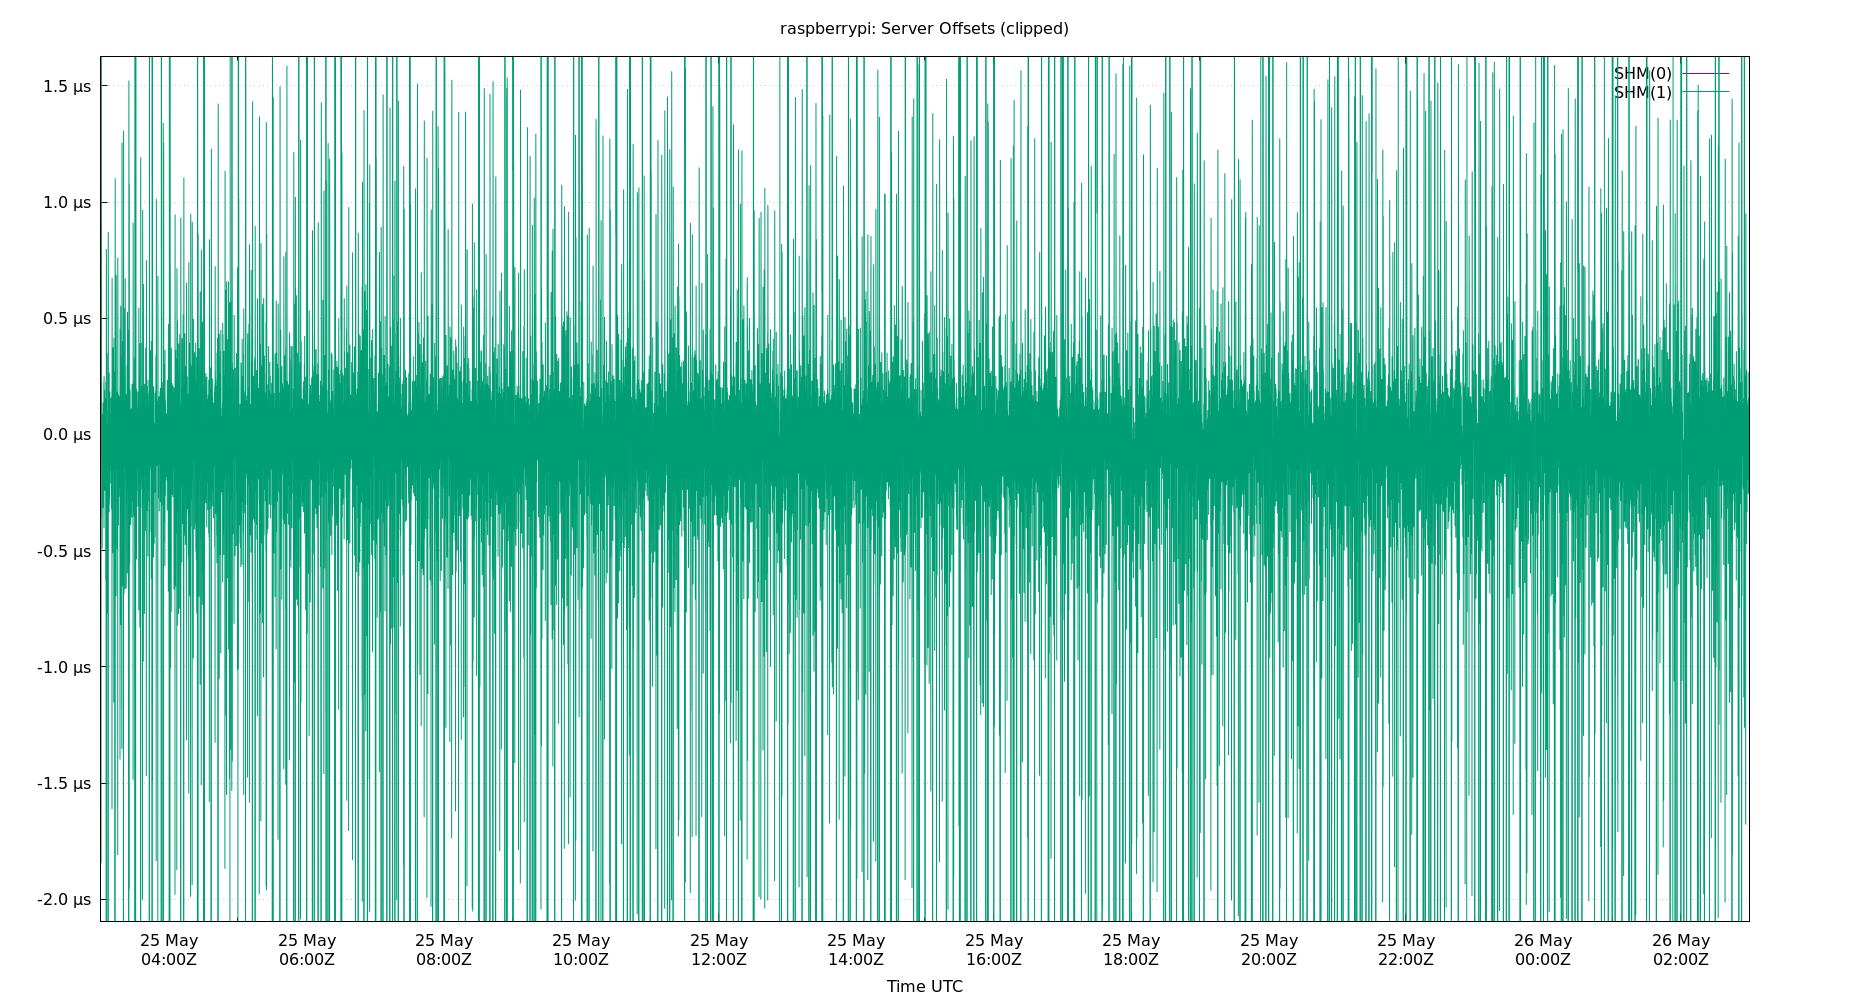 raspberrypi: Server Offsets (clipped)
SHM(0)
SHM(1)
1.5 µs
1.0 µs
0.5 µs
0.0 µs
-0.5 µs
-1.0 µs
-1.5 µs
-2.0 µs
25 May 25 May 25 May 25 May 25 May 25 May 25 May 25 May 25 May 25 May 26 May 26 May
04:00Z 06:00Z 08:00Z 10:00Z 12:00Z 14:00Z 16:00Z 18:00Z 20:00Z 22:00Z 00:00Z 02:00Z
Time UTC